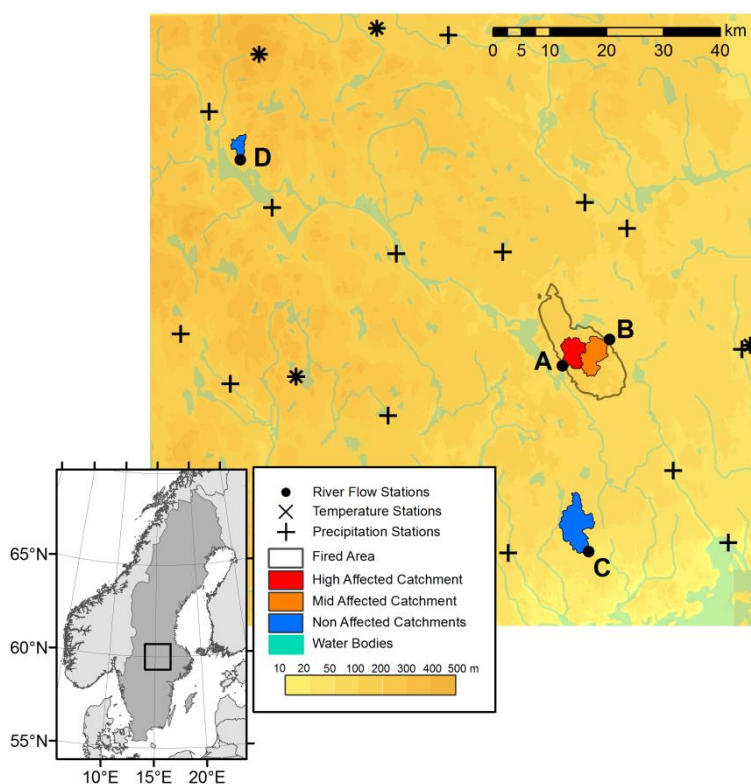 km
0 5 10 20 30 40
D
B
A
C
River Flow Stations
Temperature Stations
Precipitation Stations
Fired Area
High Affected Catchment
Mid Affected Catchment
Non Affected Catchments
Water Bodies
10 20 50 100 200 300 400 500 m
65°N
60°N
55°N
10°E 15°E 20°E